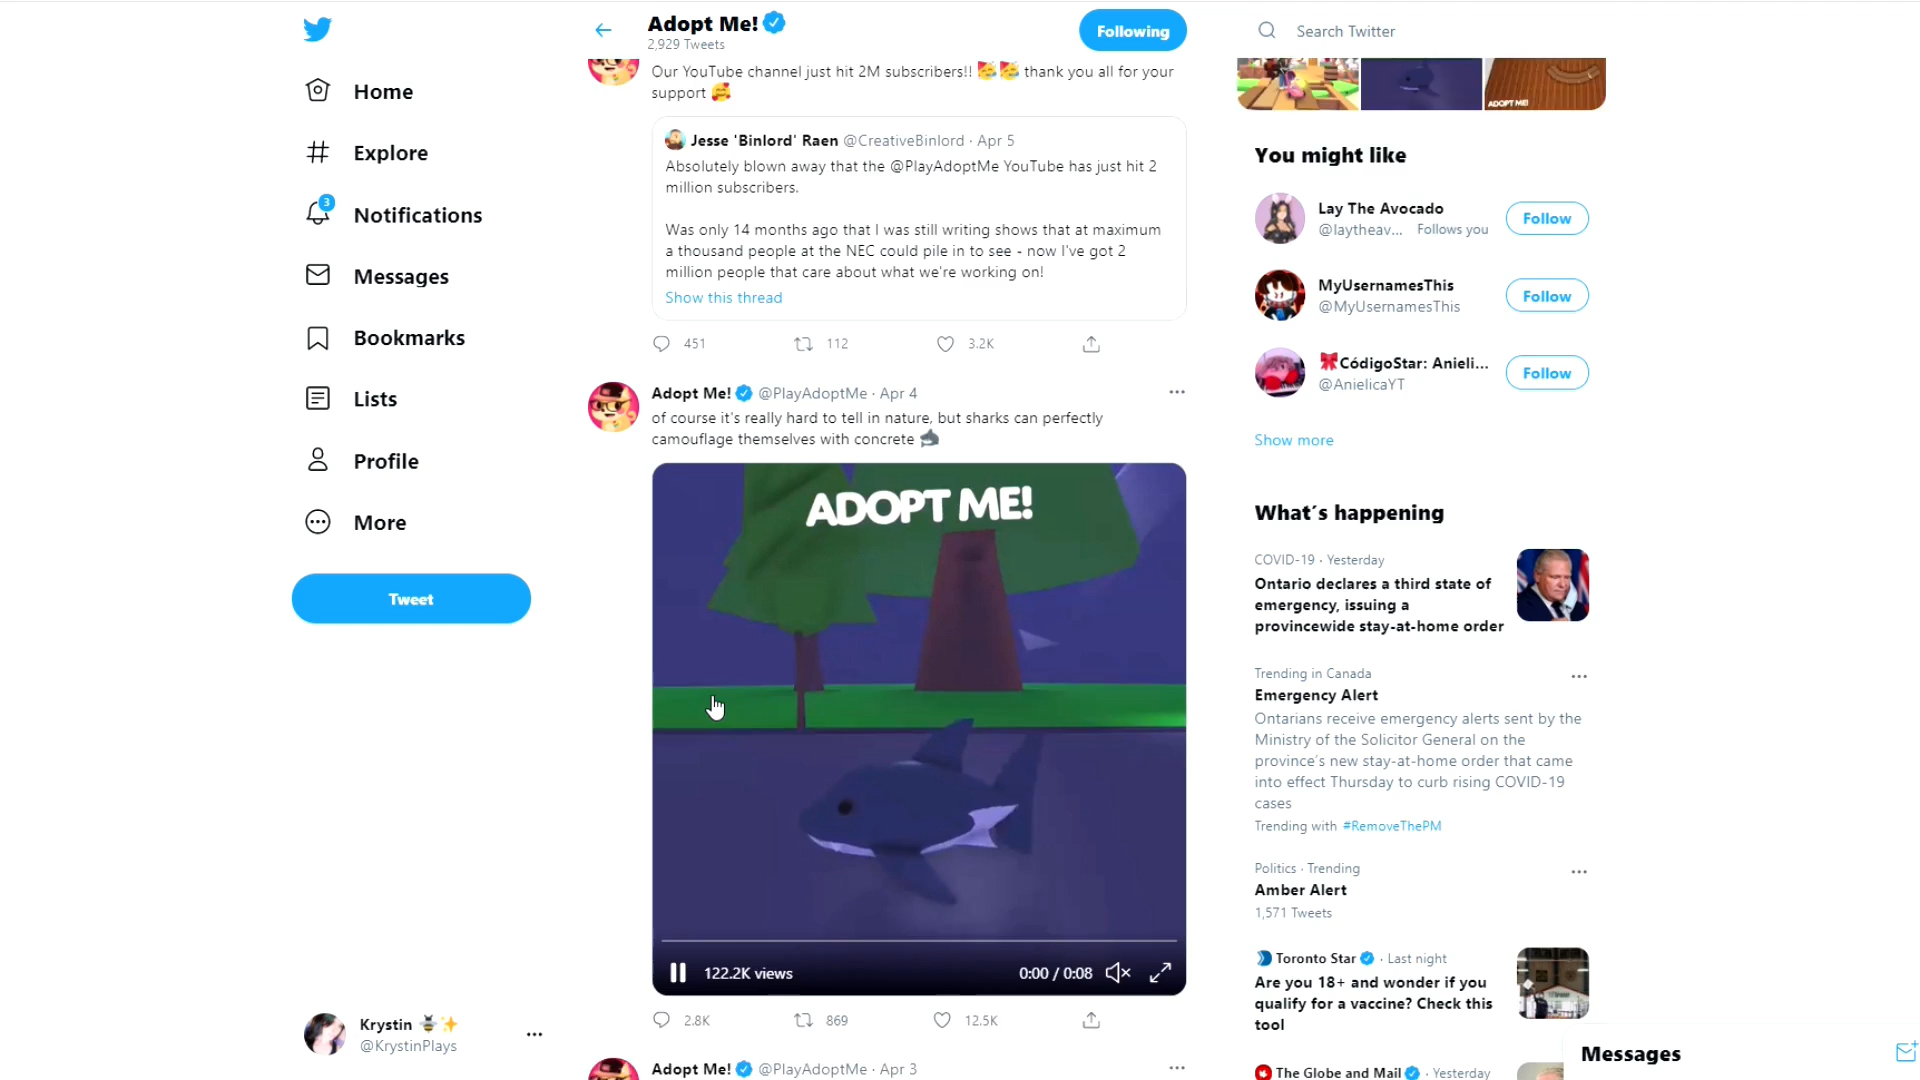 Home
Explore
3
Notifications
Messages
Bookmarks
Lists
Profile
More
Tweet
Krystin 🐝✨
@KrystinPlays
Adopt Me!
2,929 Tweets
Following
Our YouTube channel just hit 2M subscribers!! 🥳🥳 thank you all for your
support 🥰
Jesse 'Binlord' Raen @CreativeBinlord · Apr 5
Absolutely blown away that the @PlayAdoptMe YouTube has just hit 2
million subscribers.
Was only 14 months ago that I was still writing shows that at maximum
a thousand people at the NEC could pile in to see - now I've got 2
million people that care about what we're working on!
Show this thread
451 112 3.2K
Adopt Me! @PlayAdoptMe · Apr 4
of course it's really hard to tell in nature, but sharks can perfectly
camouflage themselves with concrete 🦈
ADOPT ME!
122.2K views 0:00 / 0:08
2.8K 869 12.5K
Adopt Me! @PlayAdoptMe · Apr 3
Search Twitter
ADOPT ME!
You might like
Lay The Avocado
@laytheav... Follows you
Follow
MyUsernamesThis
@MyUsernamesThis
Follow
🎀CódigoStar: Anieli...
@AnielicaYT
Follow
Show more
What's happening
COVID-19 · Yesterday
Ontario declares a third state of
emergency, issuing a
provincewide stay-at-home order
Trending in Canada
Emergency Alert
Ontarians receive emergency alerts sent by the
Ministry of the Solicitor General on the
province's new stay-at-home order that came
into effect Thursday to curb rising COVID-19
cases
Trending with #RemoveThePM
Politics · Trending
Amber Alert
1,571 Tweets
Toronto Star · Last night
Are you 18+ and wonder if you
qualify for a vaccine? Check this
tool
The Globe and Mail · Yesterday
Messages